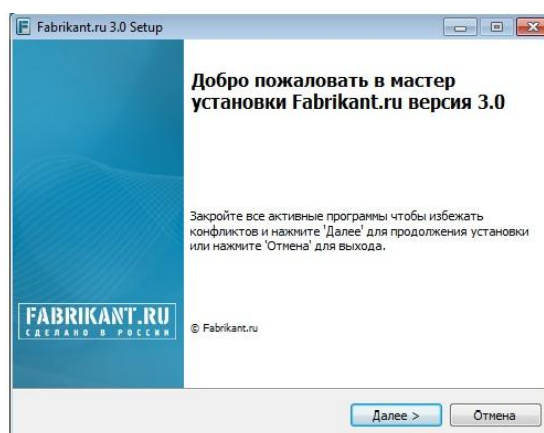 Fabrikant.ru 3.0 Setup
Добро пожаловать в мастер
установки Fabrikant.ru версия 3.0
Закройте все активные программы чтобы избежать
конфликтов и нажмите 'Далее' для продолжения установки
или нажмите 'Отмена' для выхода.
FABRIKANT.RU
СДЕЛАНО В РОССИИ
© Fabrikant.ru
Далее >
Отмена